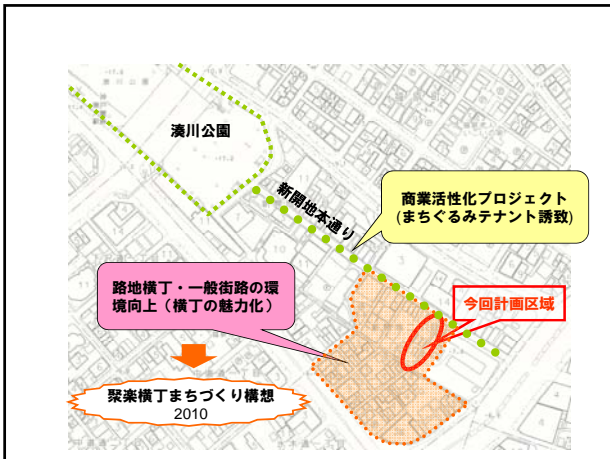 湊川公園
新開地本通り
商業活性化プロジェクト
(まちぐるみテナント誘致)
路地横丁・一般街路の環
境向上（横丁の魅力化）
今回計画区域
聚楽横丁まちづくり構想
2010